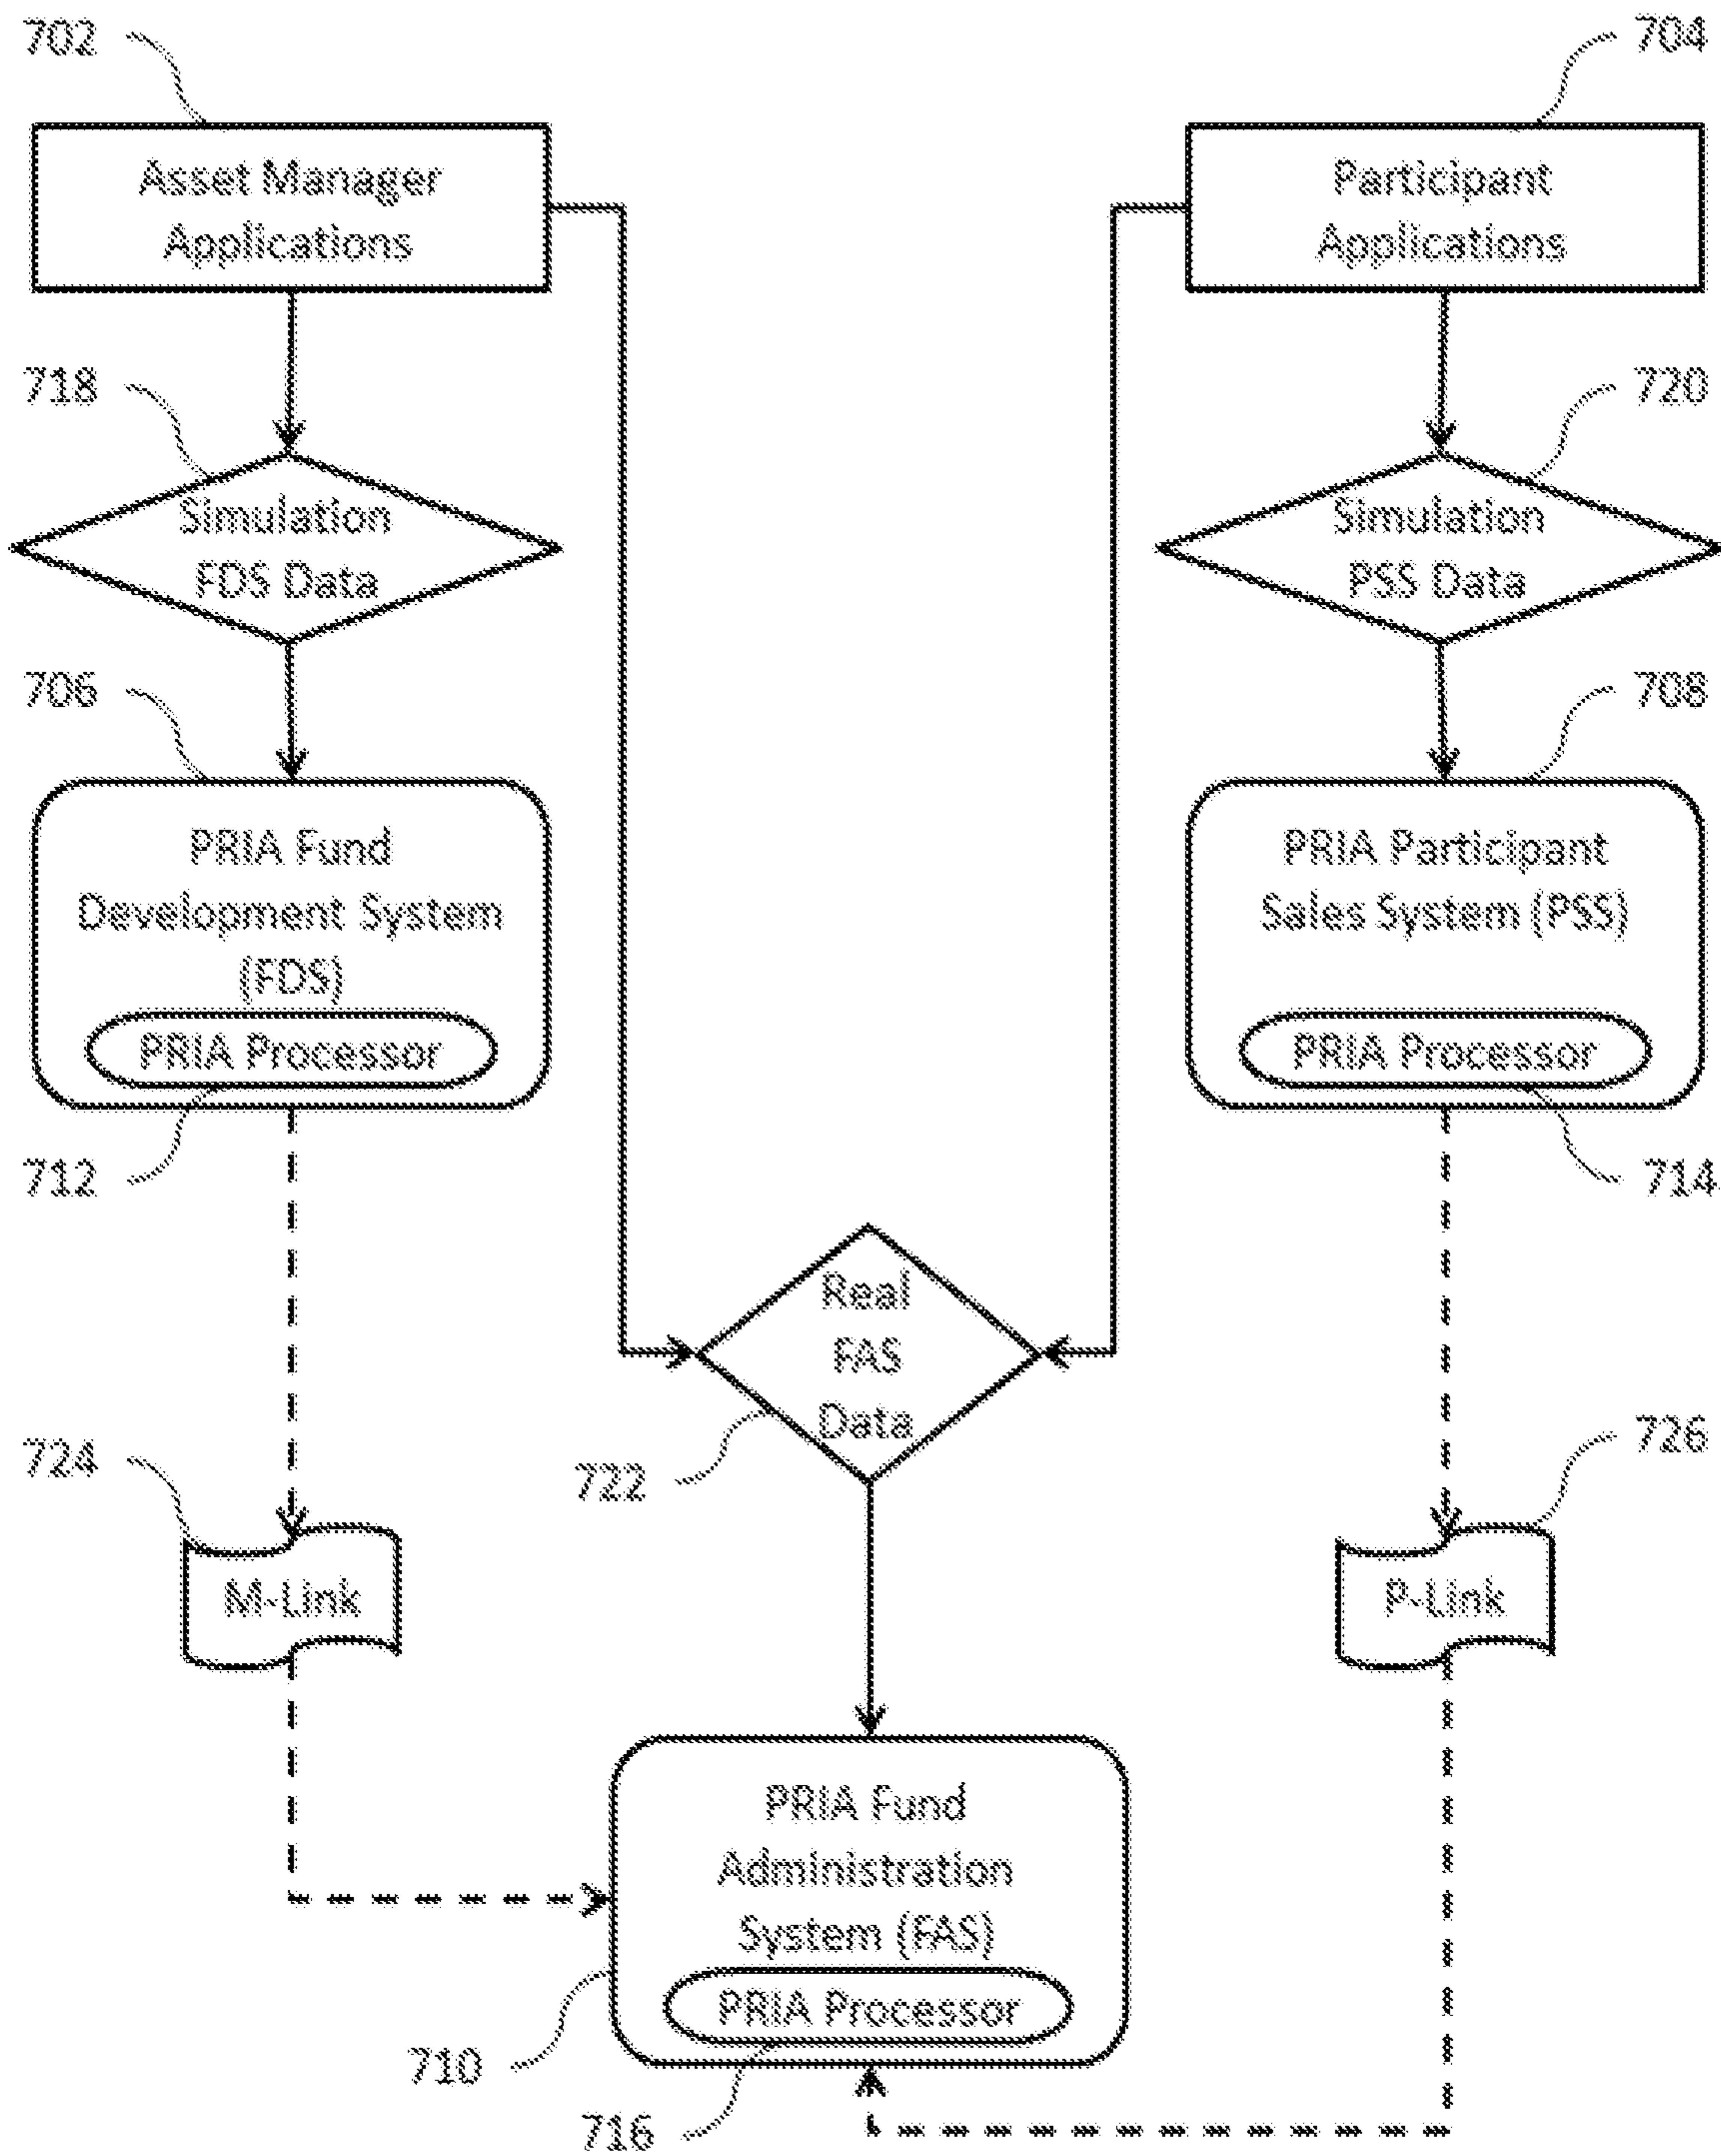 702
704
Asset Manager
Applications
Participant
Applications
718
720
Simulation
FDS Data
Simulation
PSS Data
706
708
PRIA Fund
Development System
(FDS)
PRIA Processor
PRIA Participant
Sales System (PSS)
PRIA Processor
712
714
Real
FAS
Data
722
724
726
M-Link
P-Link
PRIA Fund
Administration
System (FAS)
PRIA Processor
710
716